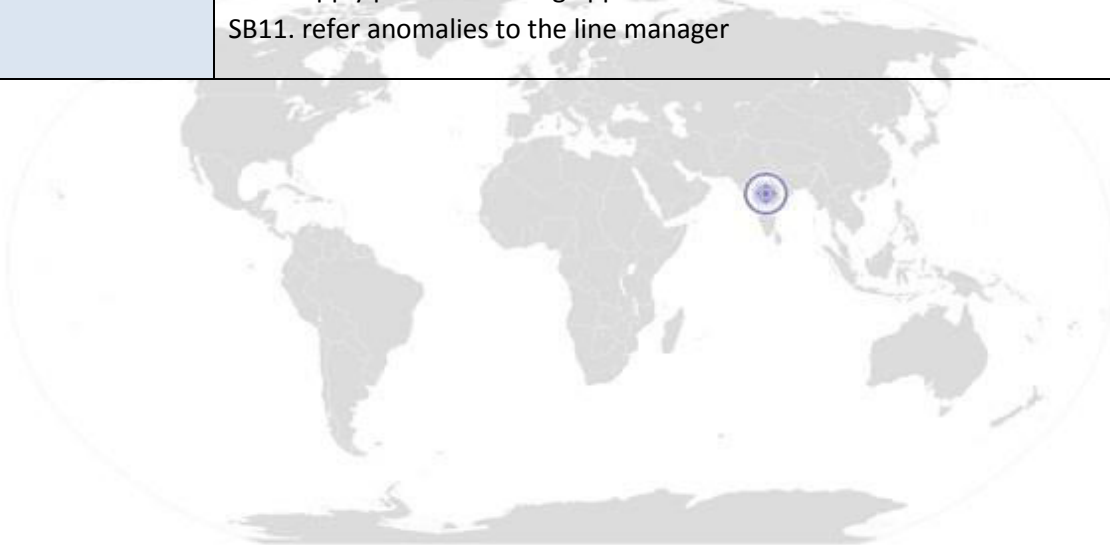 SB11. refer anomalies to the line manager